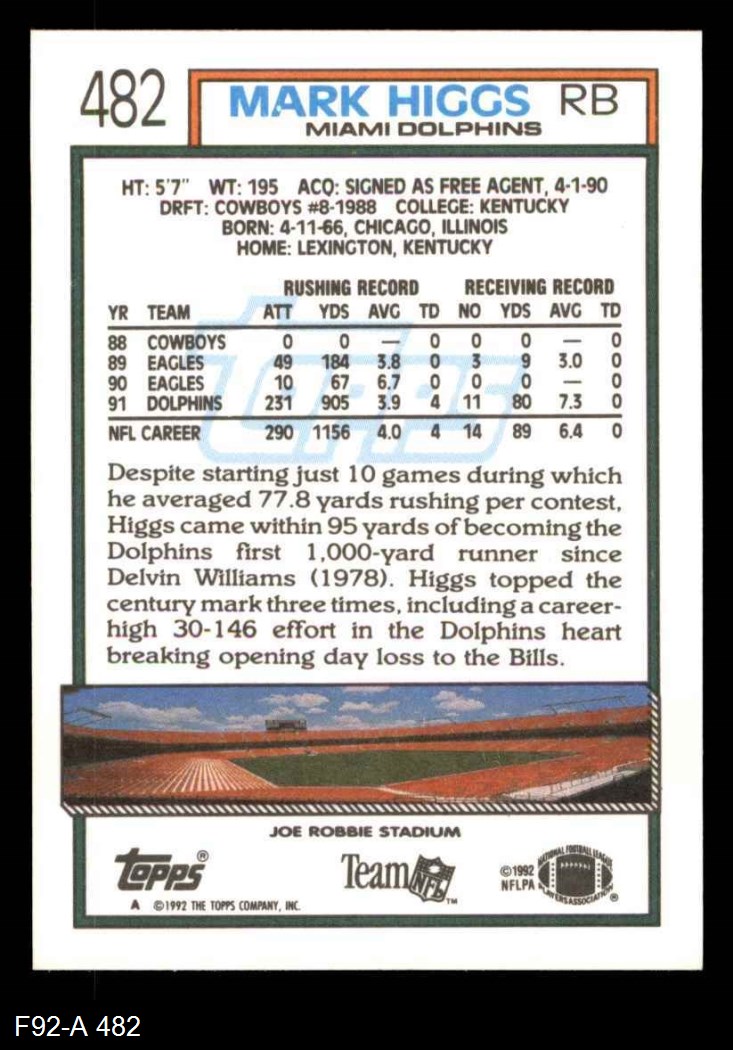 482 MARK HIGGS RB
MIAMI DOLPHINS
HT: 5'7" WT: 195 ACQ: SIGNED AS FREE AGENT, 4-1-90
DRFT: COWBOYS #8-1988 COLLEGE: KENTUCKY
BORN: 4-11-66, CHICAGO, ILLINOIS
HOME: LEXINGTON, KENTUCKY
RUSHING RECORD RECEIVING RECORD
YR TEAM ATT YDS AVG TD NO YDS AVG TD
88 COWBOYS 0 0 — 0 0 0 — 0
89 EAGLES 49 184 3.8 0 3 9 3.0 0
90 EAGLES 10 67 6.7 0 0 0 — 0
91 DOLPHINS 231 905 3.9 4 11 80 7.3 0
NFL CAREER 290 1156 4.0 4 14 89 6.4 0
Topps
Despite starting just 10 games during which
he averaged 77.8 yards rushing per contest,
Higgs came within 95 yards of becoming the
Dolphins first 1,000-yard runner since
Delvin Williams (1978). Higgs topped the
century mark three times, including a career-
high 30-146 effort in the Dolphins heart
breaking opening day loss to the Bills.
JOE ROBBIE STADIUM
Topps®
A ©1992 THE TOPPS COMPANY, INC.
Team NFL™
©1992
NFLPA
NATIONAL FOOTBALL LEAGUE
PLAYERS ASSOCIATION®
F92-A 482